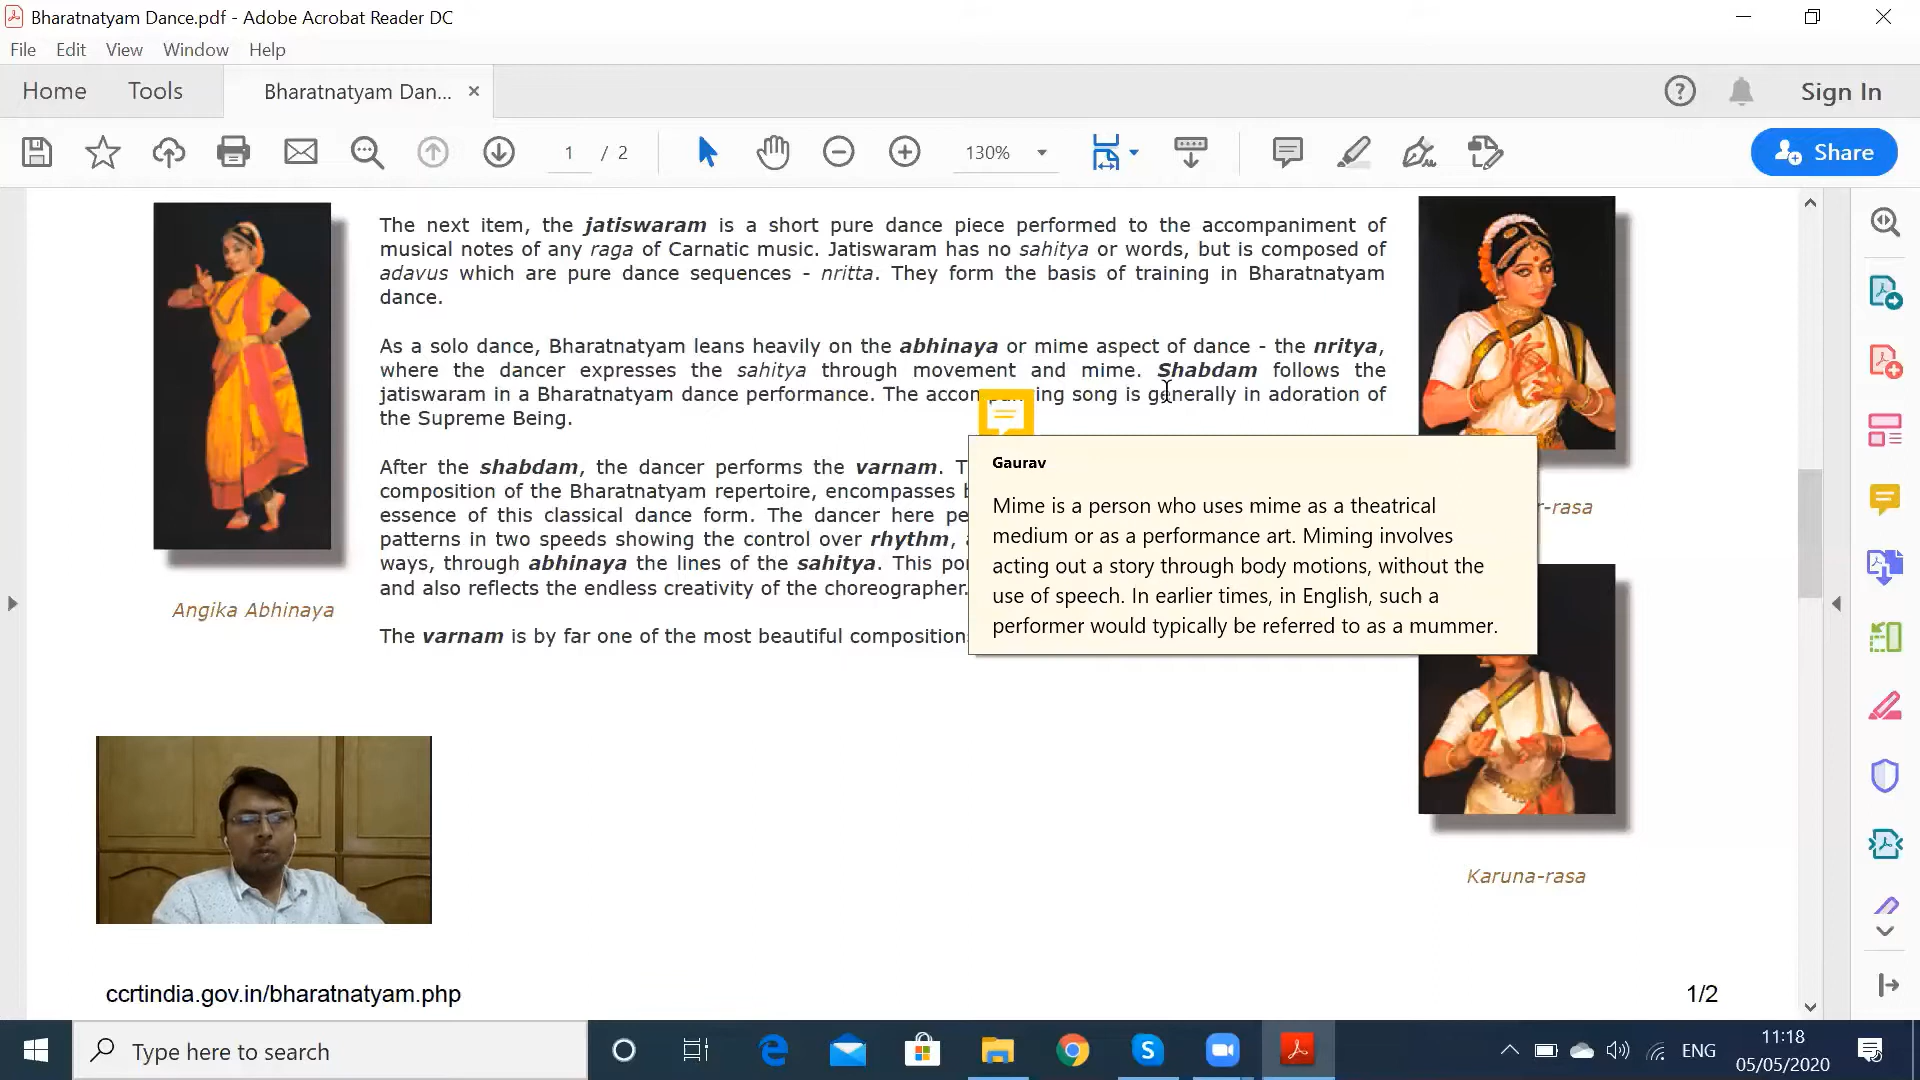 Bharatnatyam Dance.pdf - Adobe Acrobat Reader DC
File Edit View Window Help
Home Tools Bharatnatyam Dan... × Sign In
1 / 2 130% Share
The next item, the jatiswaram is a short pure dance piece performed to the accompaniment of
musical notes of any raga of Carnatic music. Jatiswaram has no sahitya or words, but is composed of
adavus which are pure dance sequences - nritta. They form the basis of training in Bharatnatyam
dance.
As a solo dance, Bharatnatyam leans heavily on the abhinaya or mime aspect of dance - the nritya,
where the dancer expresses the sahitya through movement and mime. Shabdam follows the
jatiswaram in a Bharatnatyam dance performance. The song is generally in adoration of
the Supreme Being.
After the shabdam, the dancer performs the varnam.
composition of the Bharatnatyam repertoire, encompasses
essence of this classical dance form. The dancer here
patterns in two speeds showing the control over rhythm,
ways, through abhinaya the lines of the sahitya. This
and also reflects the endless creativity of the choreographer.
The varnam is by far one of the most beautiful
Gaurav
Mime is a person who uses mime as a theatrical
medium or as a performance art. Miming involves
acting out a story through body motions, without the
use of speech. In earlier times, in English, such a
performer would typically be referred to as a mummer.
Angika Abhinaya
-rasa
Karuna-rasa
ccrtindia.gov.in/bharatnatyam.php 1/2
Type here to search
ENG
11:18
05/05/2020